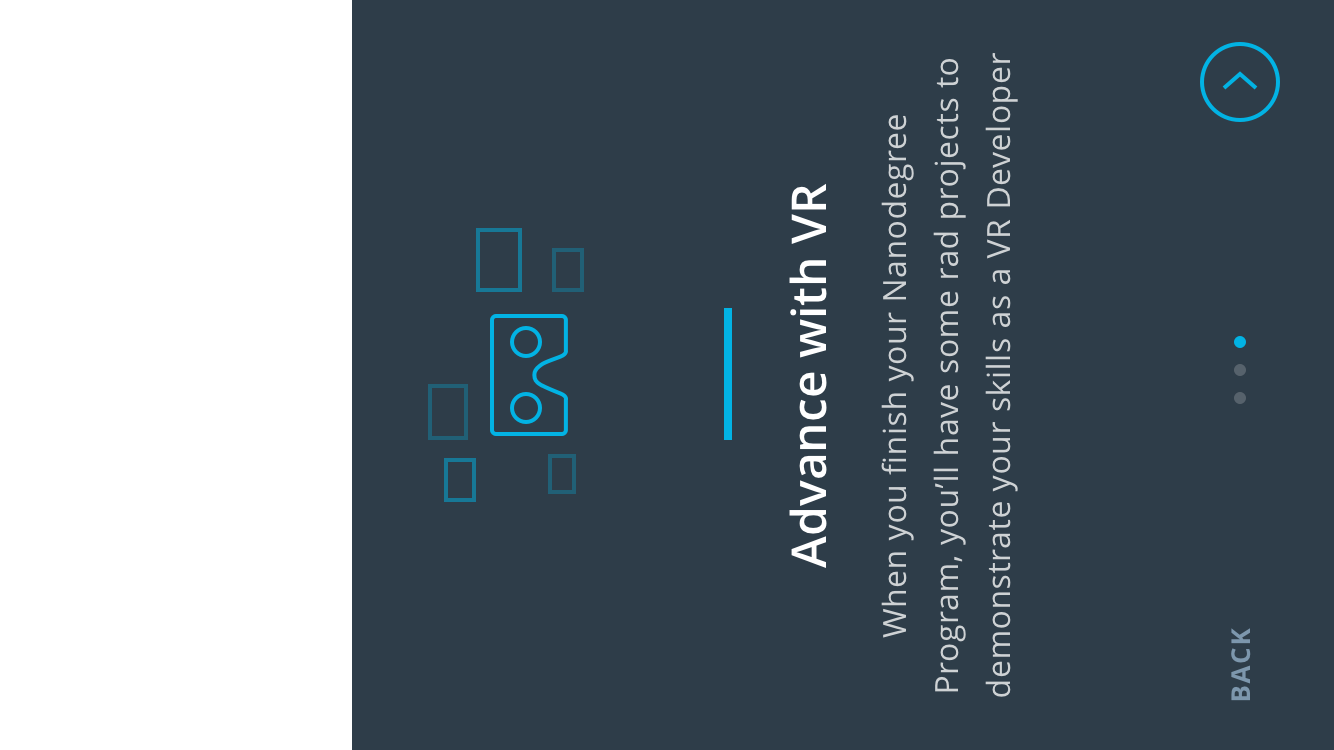 Advance with VR
When you finish your Nanodegree
Program, you’ll have some rad projects to
demonstrate your skills as a VR Developer
BACK